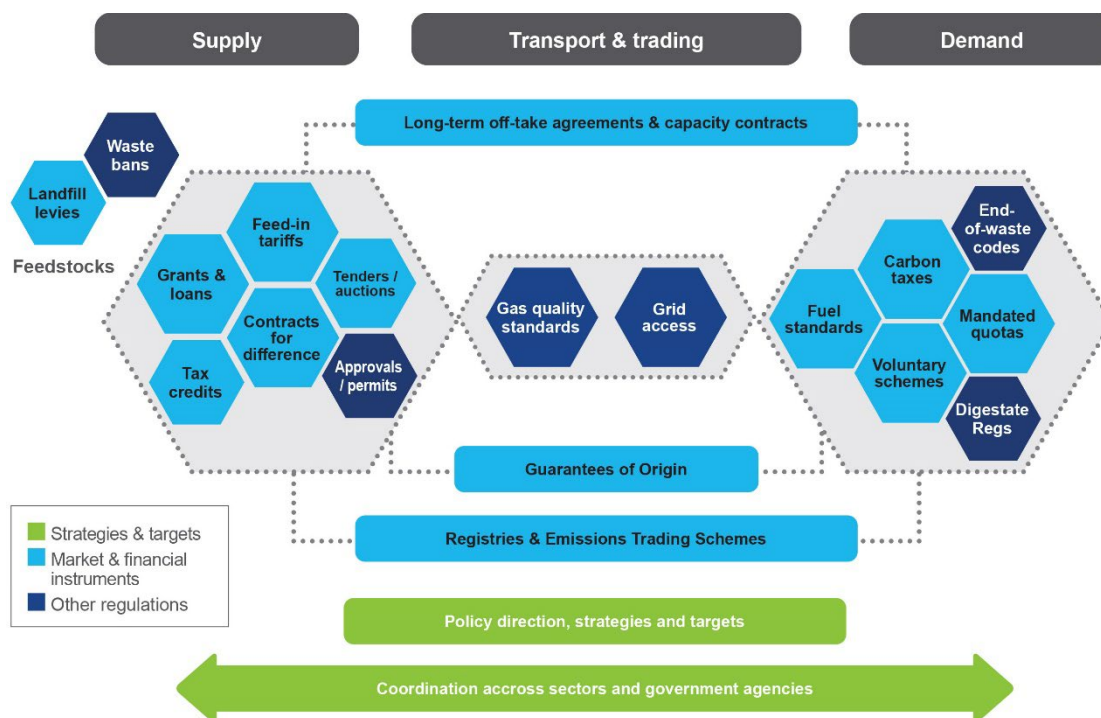 Supply
Transport & trading
Demand
Long-term off-take agreements & capacity contracts
Waste
bans
Landfill
levies
Feedstocks
Feed-in
tariffs
Grants &
loans
Tenders /
auctions
Contracts
for
difference
Tax
credits
Approvals
/ permits
Gas quality
standards
Grid
access
End-
of-waste
codes
Carbon
taxes
Fuel
standards
Mandated
quotas
Voluntary
schemes
Digestate
Regs
Guarantees of Origin
Registries & Emissions Trading Schemes
Strategies & targets
Market & financial
instruments
Other regulations
Policy direction, strategies and targets
Coordination accross sectors and government agencies